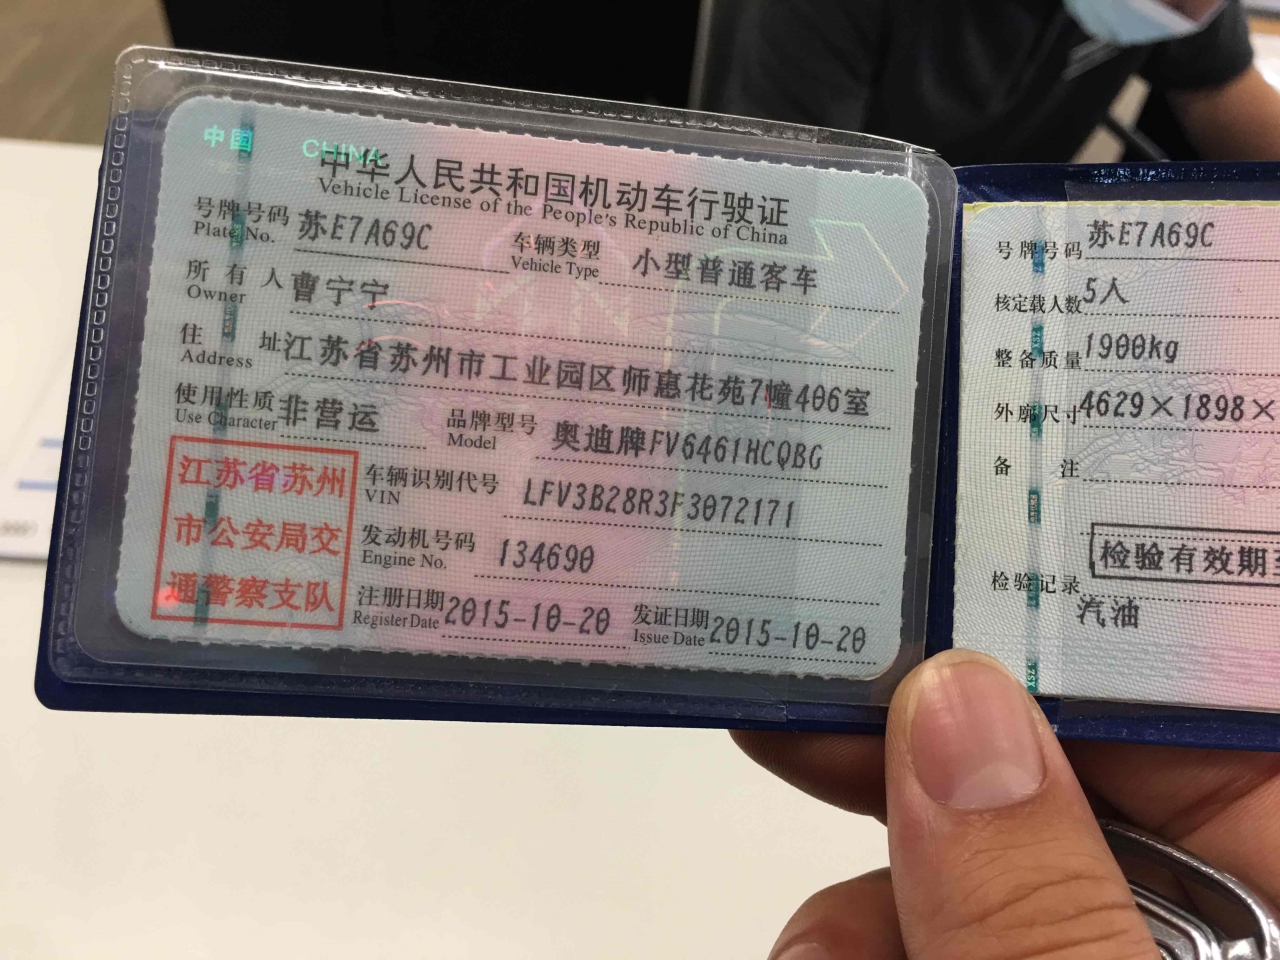 中国 CHINA
中华人民共和国机动车行驶证
Vehicle License of the People's Republic of China
号牌号码 苏E7A69C 车辆类型 小型普通客车
Plate No. Vehicle Type
所有人 曹宁宁
Owner
住址 江苏省苏州市工业园区师惠花苑7幢406室
Address
使用性质 非营运 品牌型号 奥迪牌FV6461HCQBG
Use Character Model
江苏省苏州
市公安局交
通警察支队
车辆识别代号 LFV3B28R3F3072171
VIN
发动机号码 134690
Engine No.
注册日期 2015-10-20 发证日期 2015-10-20
Register Date Issue Date
号牌号码 苏E7A69C
核定载人数 5人
整备质量 1900kg
外廓尺寸 4629×1898×
备注
检验有效期至
检验记录
汽油